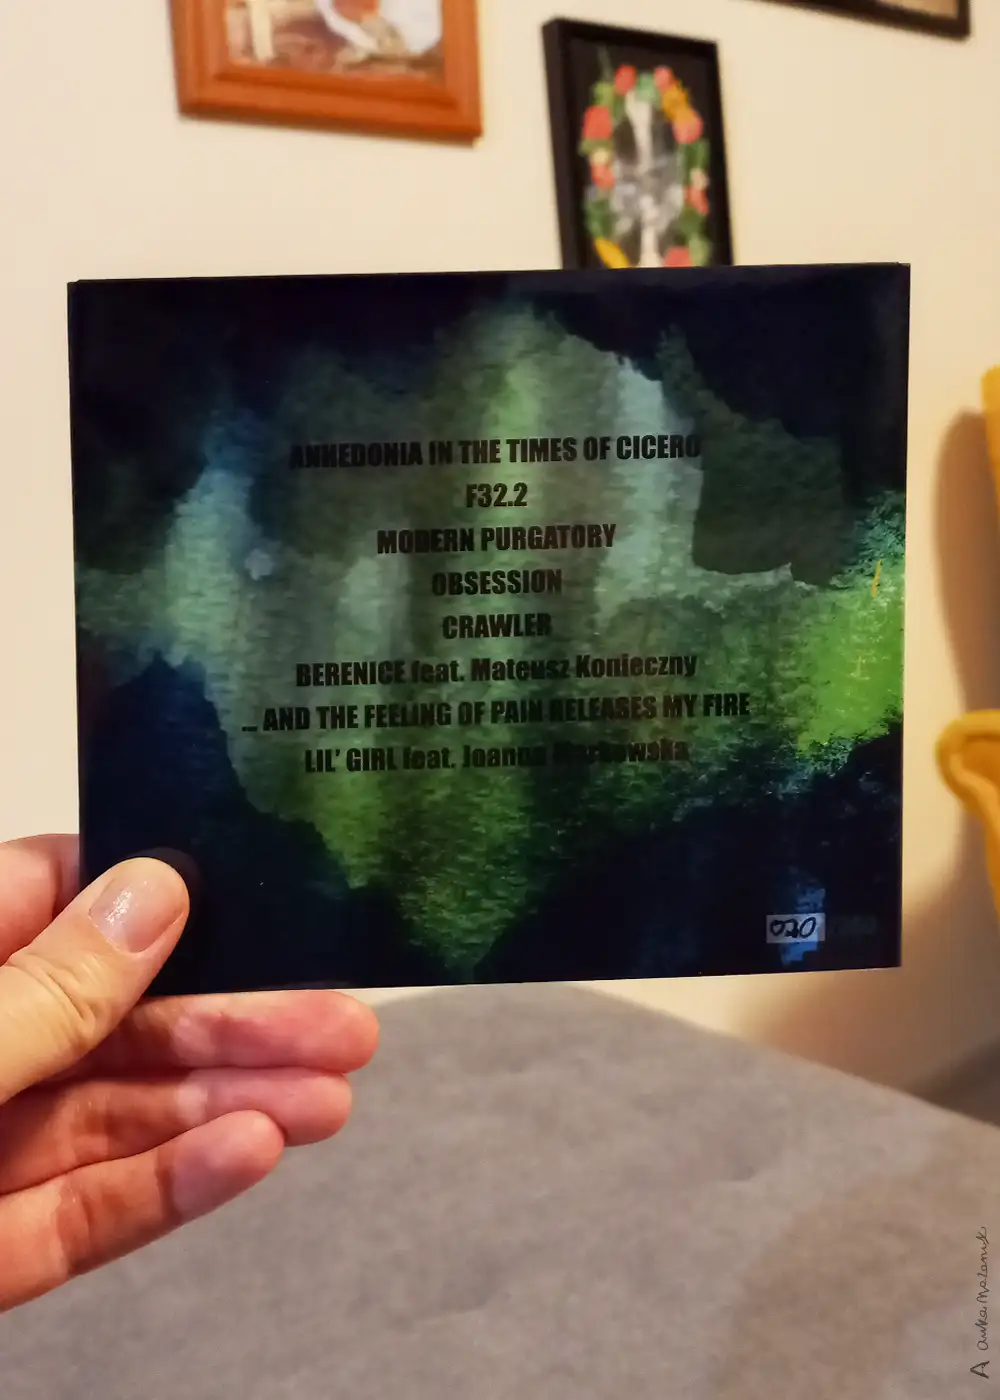 ANHEDONIA IN THE TIMES OF CICERO
F32.2
MODERN PURGATORY
OBSESSION
CRAWLER
BERENICE feat. Mateusz Konieczny
... AND THE FEELING OF PAIN RELEASES MY FIRE
LIL' GIRL feat. Joanna Markowska